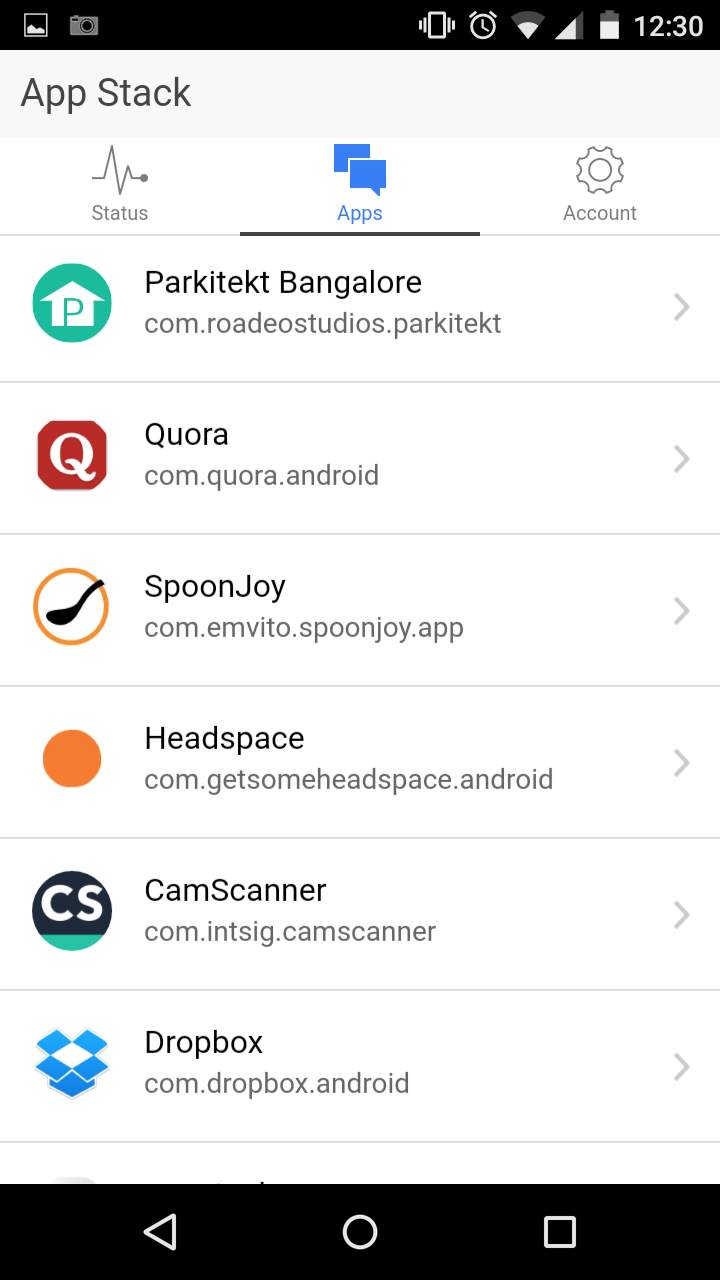 12:30
App Stack
Status
Apps
Account
P
Parkitekt Bangalore
com.roadeostudios.parkitekt
Q
Quora
com.quora.android
SpoonJoy
com.emvito.spoonjoy.app
Headspace
com.getsomeheadspace.android
CS
CamScanner
com.intsig.camscanner
Dropbox
com.dropbox.android